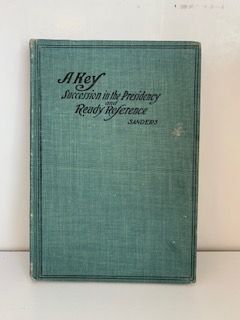 A Key
Succession in the Presidency
and
Ready Reference
SANDERS